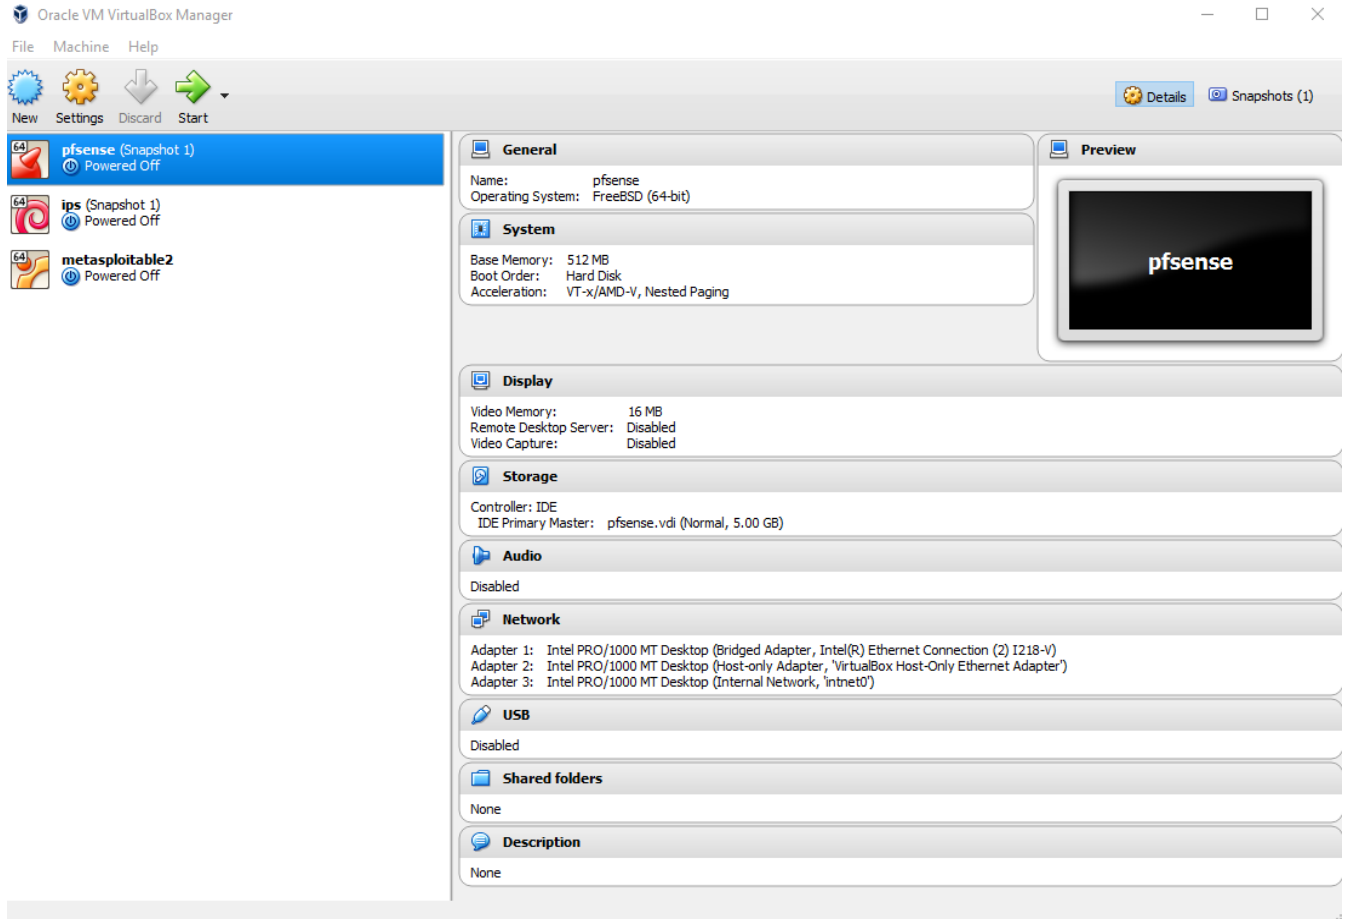 Oracle VM VirtualBox Manager
File Machine Help
New Settings Discard Start
Details Snapshots (1)
64 pfsense (Snapshot 1)
Powered Off
64 ips (Snapshot 1)
Powered Off
64 metasploitable2
Powered Off
General
Name: pfsense
Operating System: FreeBSD (64-bit)
System
Base Memory: 512 MB
Boot Order: Hard Disk
Acceleration: VT-x/AMD-V, Nested Paging
Preview
pfsense
Display
Video Memory: 16 MB
Remote Desktop Server: Disabled
Video Capture: Disabled
Storage
Controller: IDE
IDE Primary Master: pfsense.vdi (Normal, 5.00 GB)
Audio
Disabled
Network
Adapter 1: Intel PRO/1000 MT Desktop (Bridged Adapter, Intel(R) Ethernet Connection (2) I218-V)
Adapter 2: Intel PRO/1000 MT Desktop (Host-only Adapter, 'VirtualBox Host-Only Ethernet Adapter')
Adapter 3: Intel PRO/1000 MT Desktop (Internal Network, 'intnet0')
USB
Disabled
Shared folders
None
Description
None